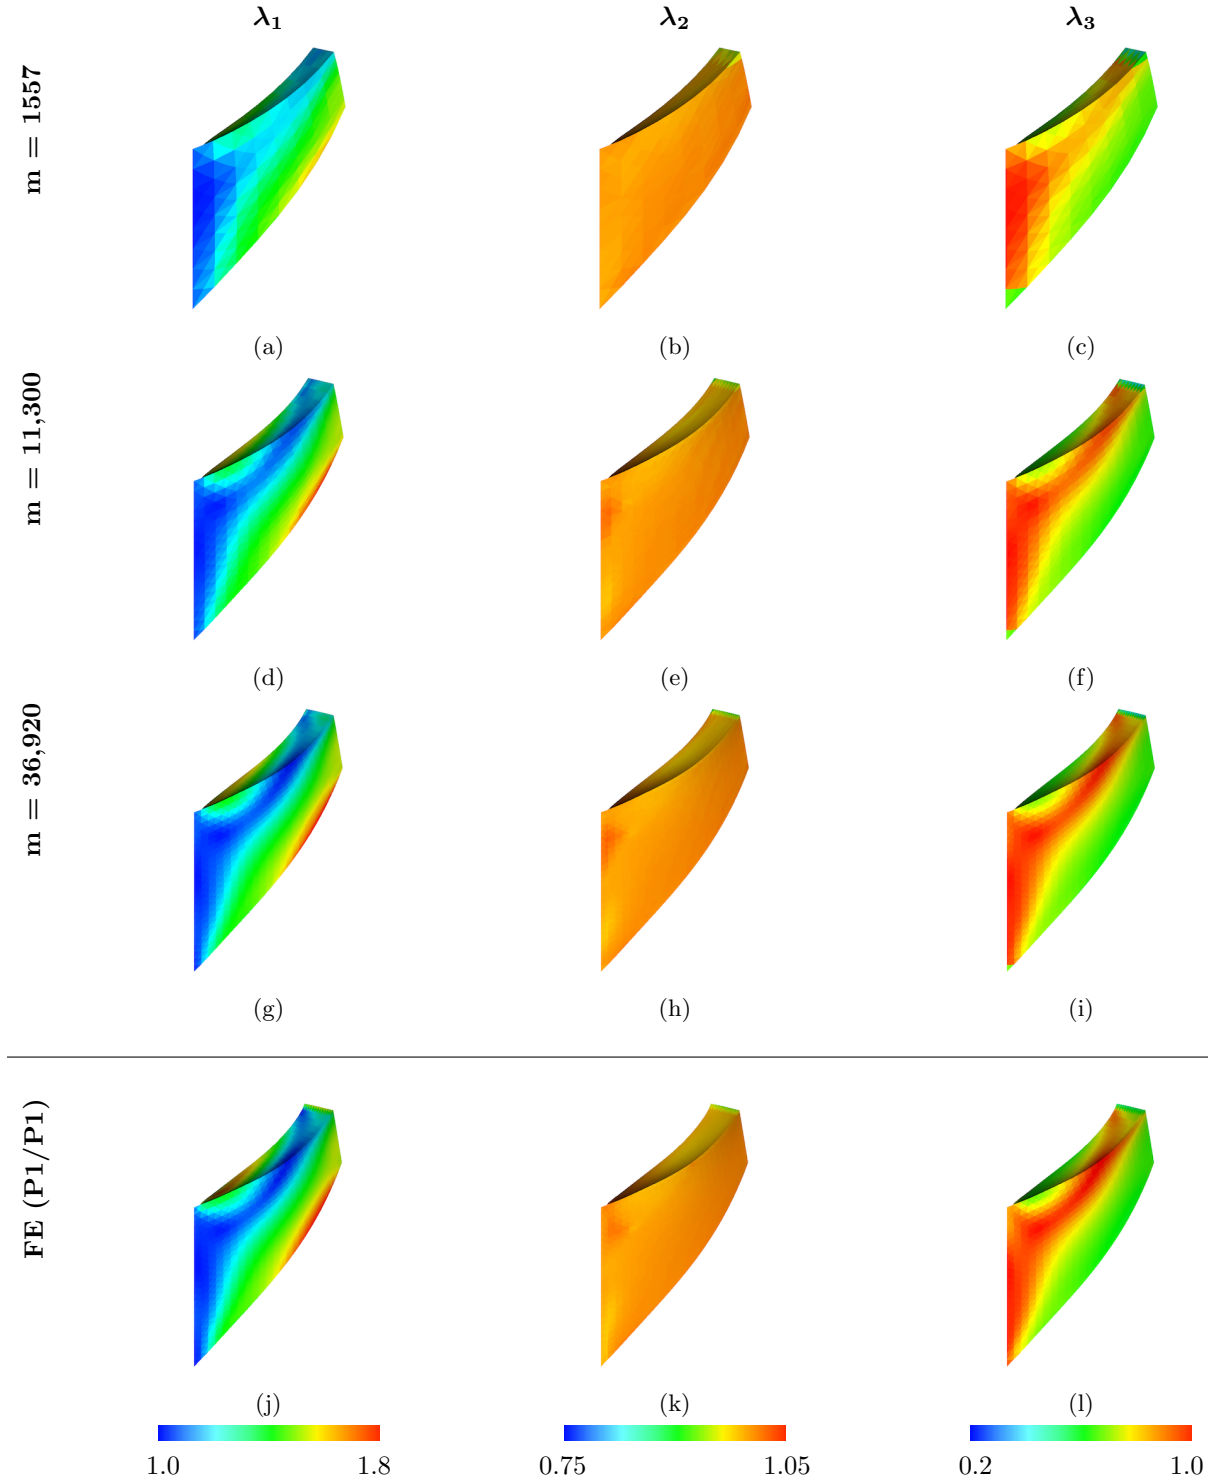 λ₁ λ₂ λ₃
m = 1557
(a) (b) (c)
m = 11,300
(d) (e) (f)
m = 36,920
(g) (h) (i)
FE (P1/P1)
(j) (k) (l)
1.0 1.8 0.75 1.05 0.2 1.0